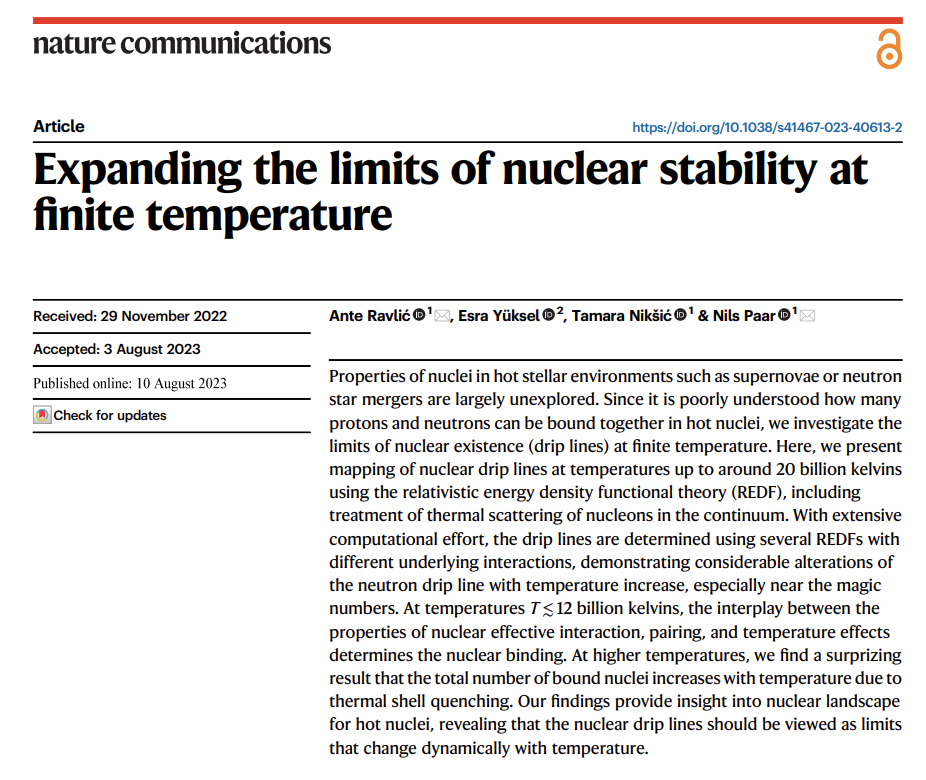 nature communications
Article
https://doi.org/10.1038/s41467-023-40613-2
Expanding the limits of nuclear stability at
finite temperature
Received: 29 November 2022
Accepted: 3 August 2023
Published online: 10 August 2023
Check for updates
Ante Ravlić 1, Esra Yüksel 2, Tamara Nikšić 1 & Nils Paar 1
Properties of nuclei in hot stellar environments such as supernovae or neutron
star mergers are largely unexplored. Since it is poorly understood how many
protons and neutrons can be bound together in hot nuclei, we investigate the
limits of nuclear existence (drip lines) at finite temperature. Here, we present
mapping of nuclear drip lines at temperatures up to around 20 billion kelvins
using the relativistic energy density functional theory (REDF), including
treatment of thermal scattering of nucleons in the continuum. With extensive
computational effort, the drip lines are determined using several REDFs with
different underlying interactions, demonstrating considerable alterations of
the neutron drip line with temperature increase, especially near the magic
numbers. At temperatures T ≲ 12 billion kelvins, the interplay between the
properties of nuclear effective interaction, pairing, and temperature effects
determines the nuclear binding. At higher temperatures, we find a surprizing
result that the total number of bound nuclei increases with temperature due to
thermal shell quenching. Our findings provide insight into nuclear landscape
for hot nuclei, revealing that the nuclear drip lines should be viewed as limits
that change dynamically with temperature.